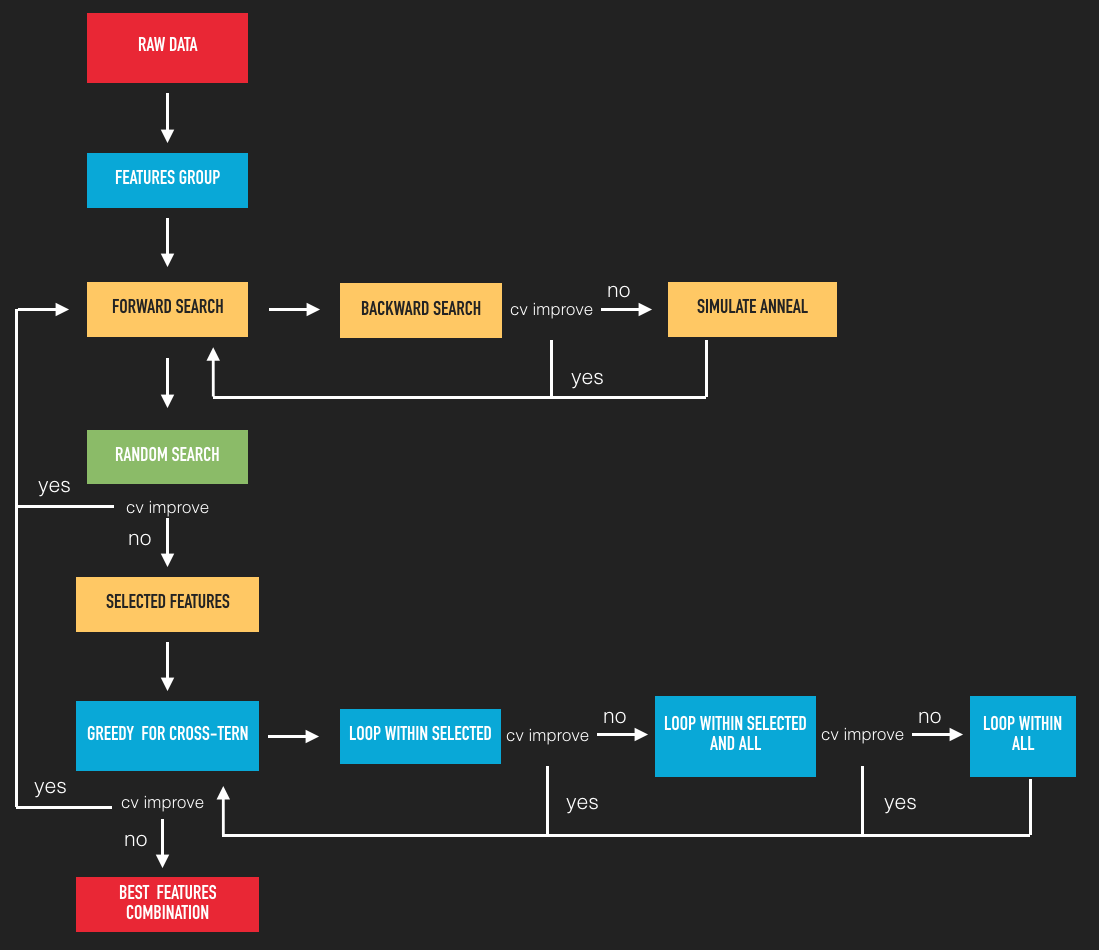 RAW DATA
FEATURES GROUP
FORWARD SEARCH
BACKWARD SEARCH
cv improve
no
SIMULATE ANNEAL
yes
RANDOM SEARCH
yes
cv improve
no
SELECTED FEATURES
GREEDY FOR CROSS-TERN
LOOP WITHIN SELECTED
cv improve
no
LOOP WITHIN SELECTED
AND ALL
cv improve
no
LOOP WITHIN
ALL
yes
yes
yes
cv improve
no
BEST FEATURES
COMBINATION